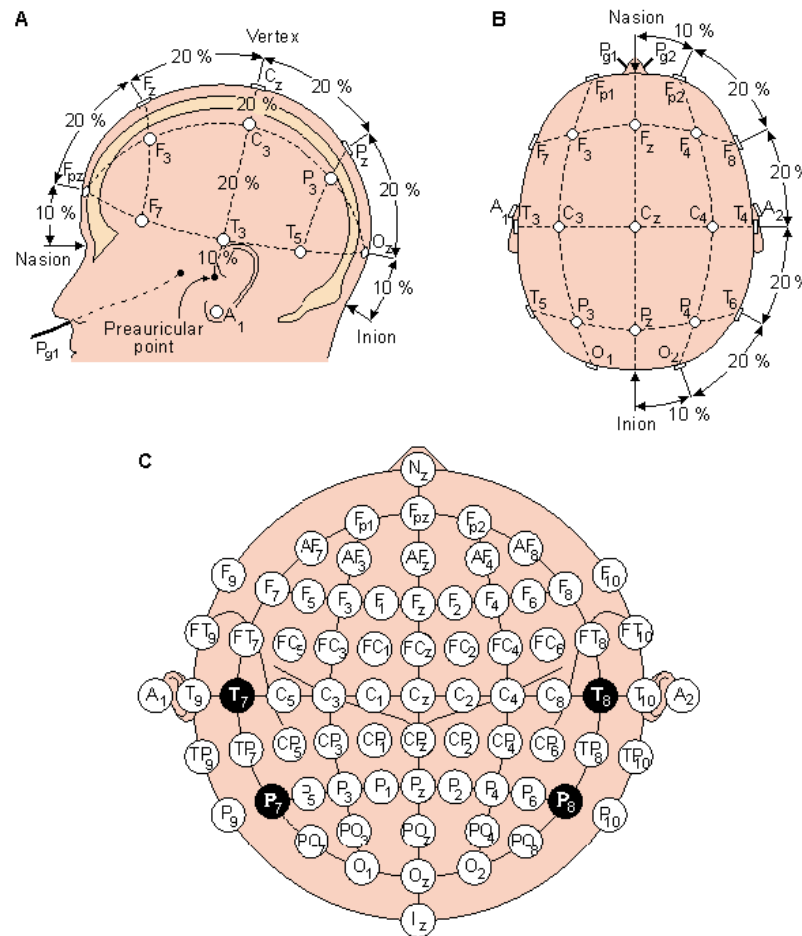 A
Vertex
20 %
20 %
Fz
Cz
20 %
20 %
F3
C3
Pz
Fpz
20 %
P3
20 %
10 %
F7
T3
T5
Oz
Nasion
10 %
10 %
Preauricular
point
A1
Inion
Pg1
B
Nasion
10 %
Pg1
Pg2
Fp1
Fp2
20 %
F7
F3
Fz
F4
F8
20 %
A1
T3
C3
Cz
C4
T4
A2
20 %
T5
P3
Pz
P4
T6
O1
O2
20 %
10 %
Inion
C
Nz
Fp1
Fpz
Fp2
AF7
AF3
AFz
AF4
AF8
F9
F7
F5
F3
F1
Fz
F2
F4
F6
F8
F10
FT9
FT7
FC5
FC3
FC1
FCz
FC2
FC4
FC6
FT8
FT10
A1
T9
T7
C5
C3
C1
Cz
C2
C4
C8
T8
T10
A2
TP9
TP7
CP5
CP3
CP1
CPz
CP2
CP4
CP6
TP8
TP10
P9
P7
P5
P3
P1
Pz
P2
P4
P6
P8
P10
PO7
PO3
POz
PO4
PO8
O1
Oz
O2
Iz